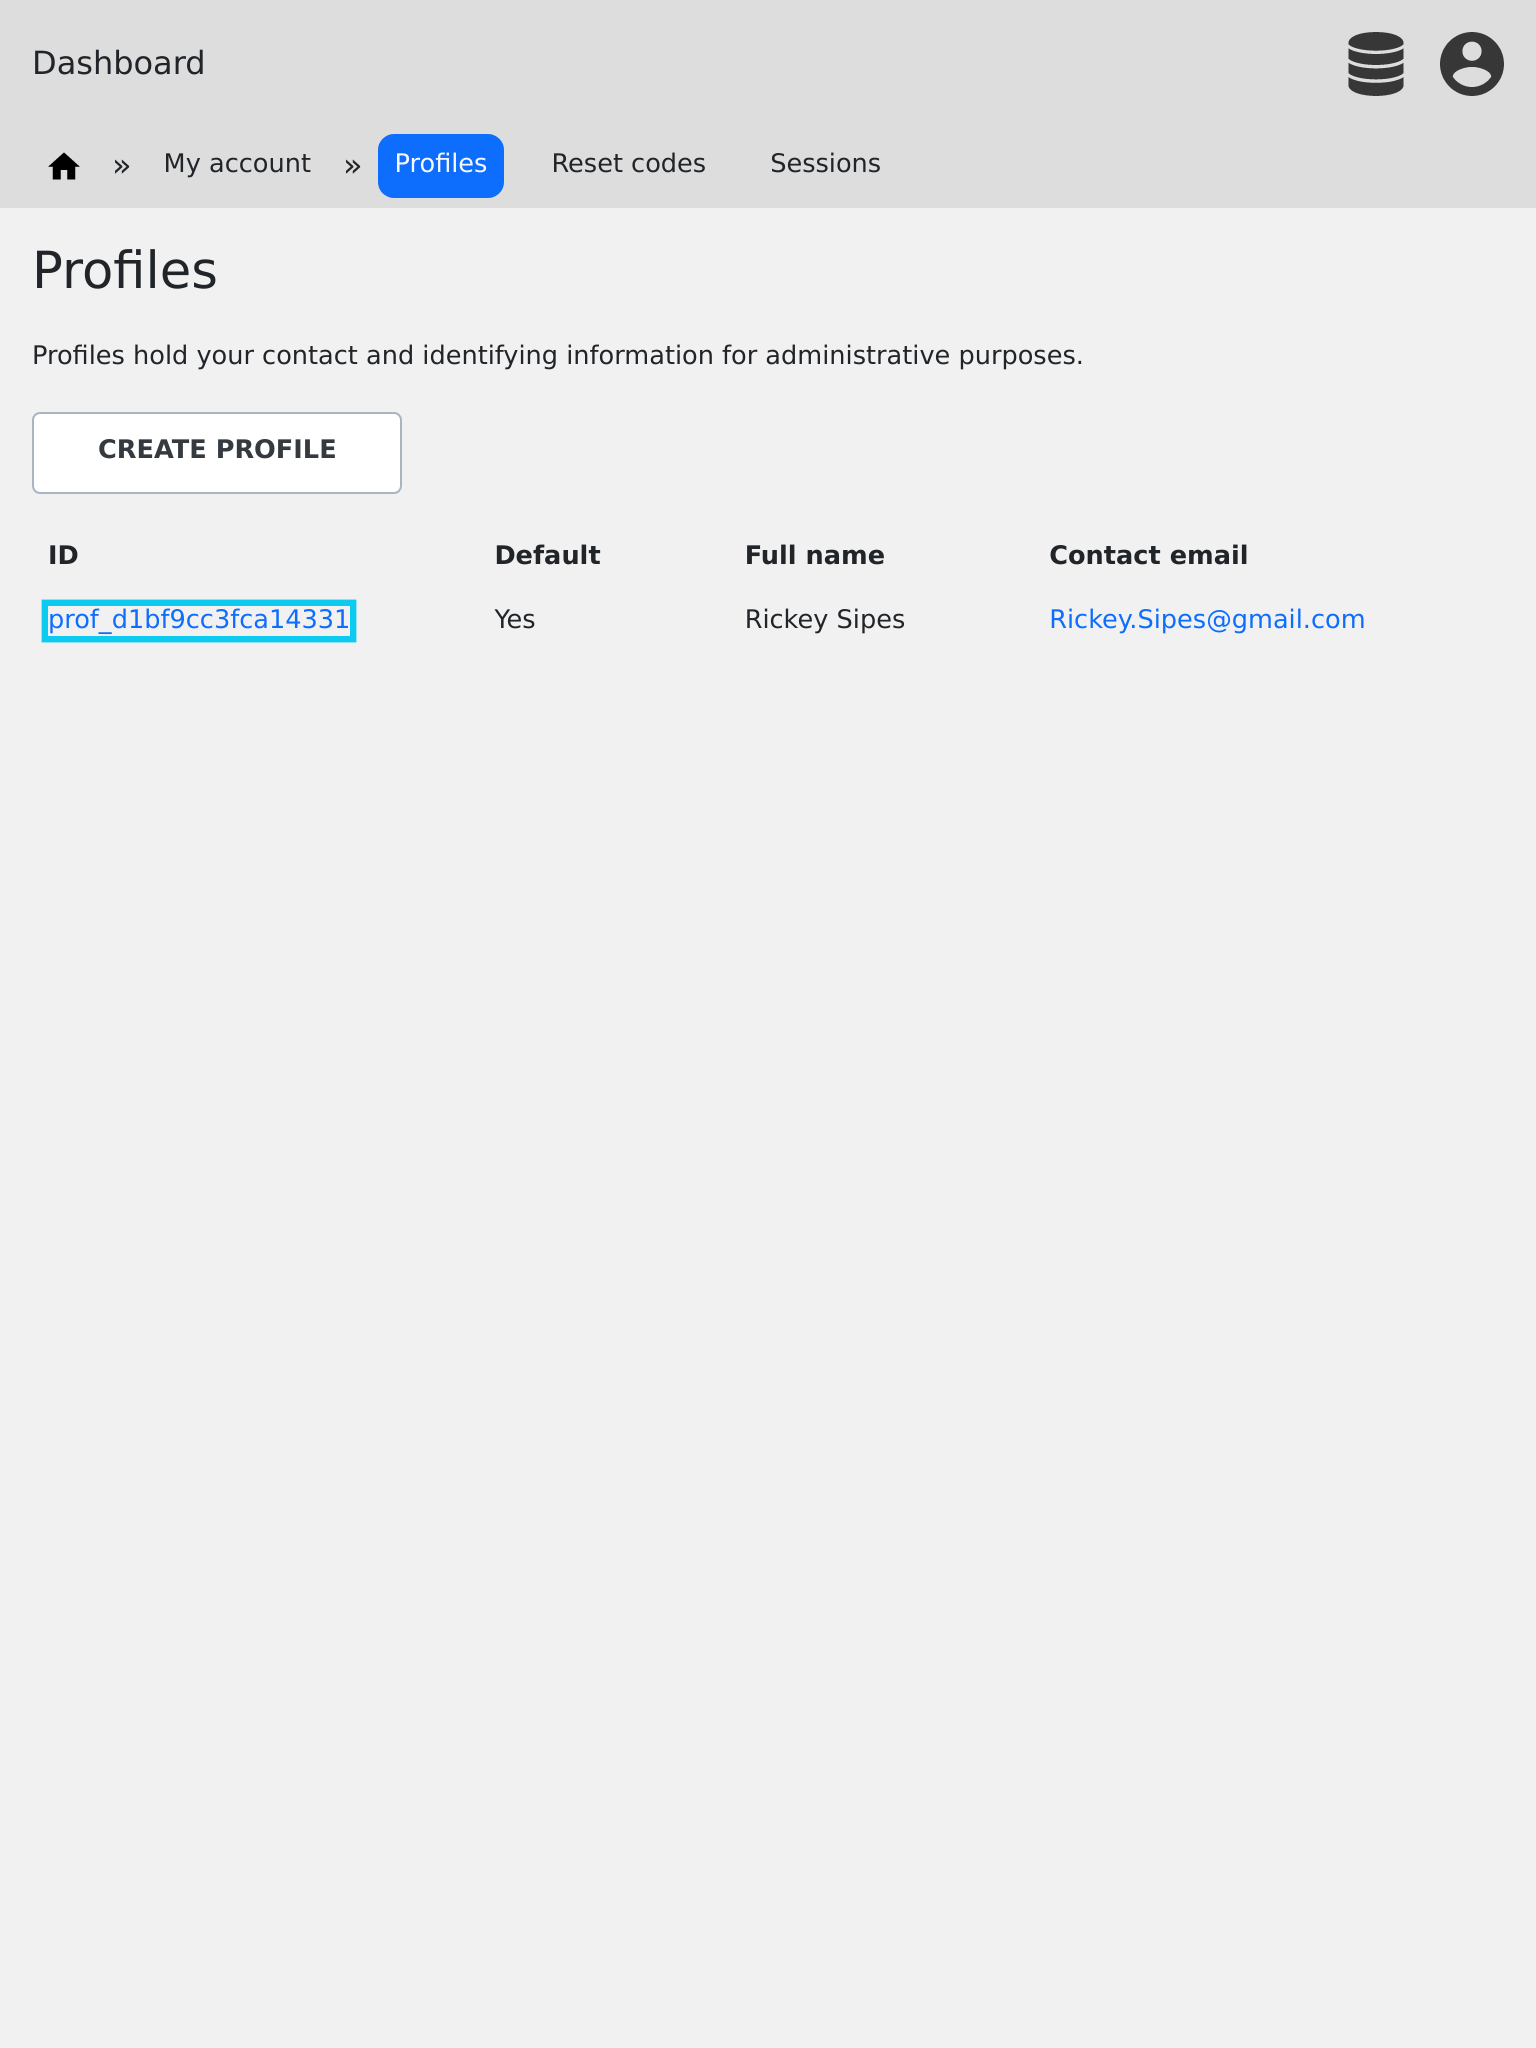 Dashboard
» My account » Profiles Reset codes Sessions
Profiles
Profiles hold your contact and identifying information for administrative purposes.
CREATE PROFILE
ID Default Full name Contact email
prof_d1bf9cc3fca14331 Yes Rickey Sipes Rickey.Sipes@gmail.com